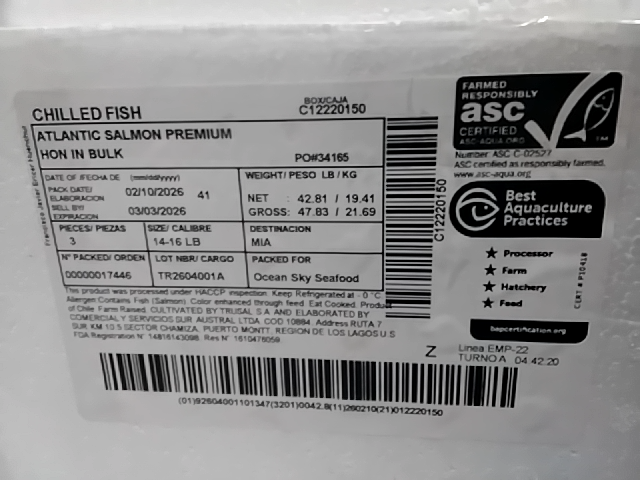 CHILLED FISH
BOX/CAJA
C12220150
ATLANTIC SALMON PREMIUM
HON IN BULK
PO#34165
DATE OF /FECHA DE (mm/dd/yyyy)
PACK DATE/
ELABORACION
02/10/2026 41
SELL BY/
EXPIRACION
03/03/2026
WEIGHT/ PESO LB / KG
NET : 42.81 / 19.41
GROSS: 47.83 / 21.69
PIECES/ PIEZAS
3
SIZE/ CALIBRE
14-16 LB
DESTINACION
MIA
N° PACKED/ ORDEN
00000017446
LOT NBR/ CARGO
TR2604001A
PACKED FOR
Ocean Sky Seafood
This product was processed under HACCP inspection. Keep Refrigerated at - 0 °C
Allergen Contains Fish (Salmon). Color enhanced through feed. Eat Cooked. Product
of Chile Farm Raised, CULTIVATED BY TRUSAL S.A AND ELABORATED BY
COMERCIAL Y SERVICIOS SUR AUSTRAL LTDA. COD 10884 Address RUTA 7
SUR KM 10.5 SECTOR CHAMIZA, PUERTO MONTT, REGION DE LOS LAGOS U.S
FDA Registration N° 14816143098 Res N° 1610476059
C12220150
FARMED
RESPONSIBLY
asc
CERTIFIED
ASC-AQUA.ORG
Number: ASC-C-02527
ASC certified as responsibly farmed.
www.asc-aqua.org
Best
Aquaculture
Practices
★ Processor
★ Farm
★ Hatchery
★ Feed
CERT # P10418
bapcertification.org
Z
Linea EMP-22
TURNO A 04:42:20
(01)92604001101347(3201)0042.8(11)260210(21)012220150